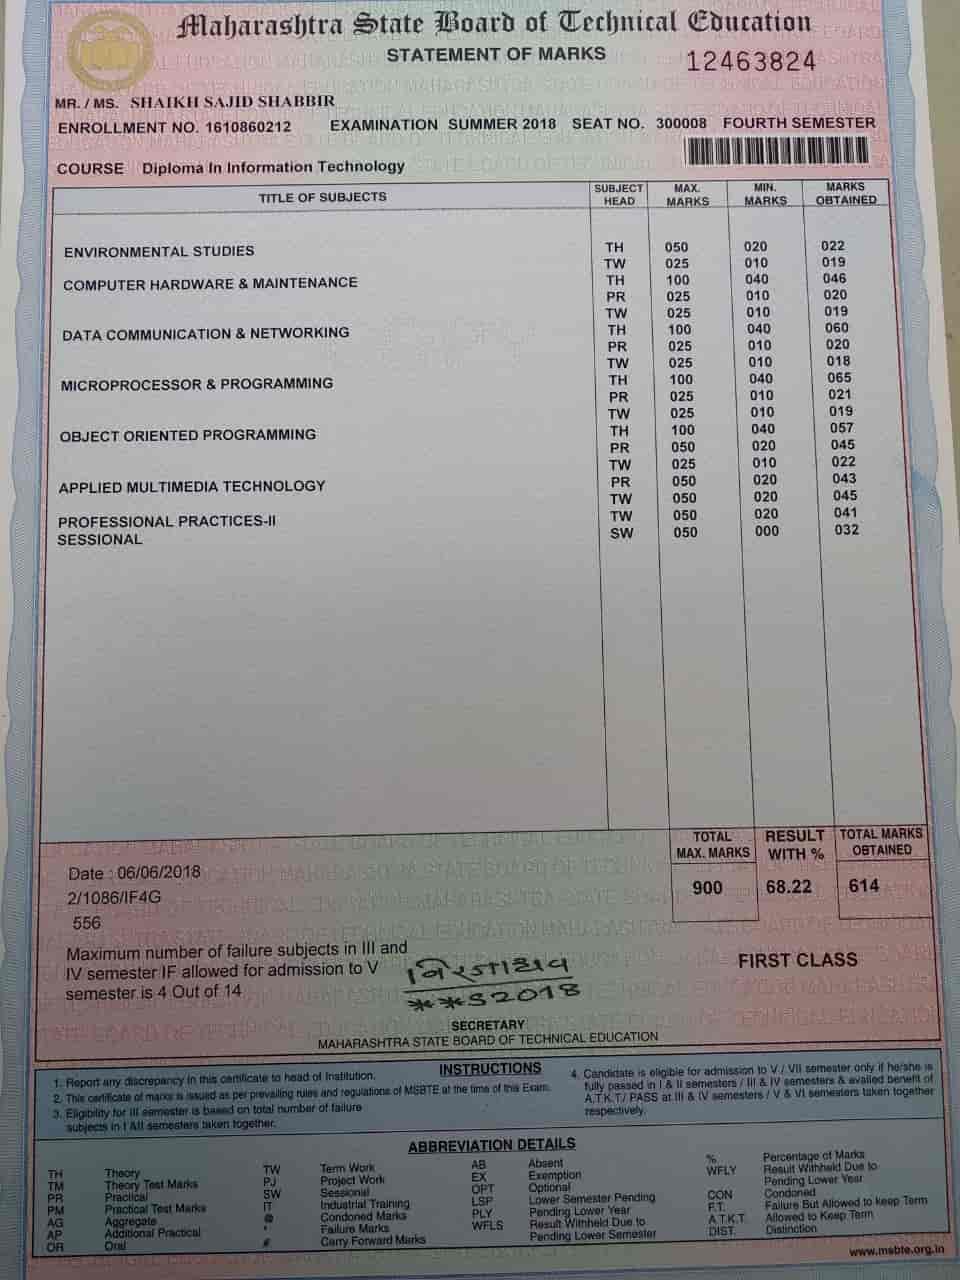 Maharashtra State Board of Technical Education
STATEMENT OF MARKS
12463824
MR. / MS. SHAIKH SAJID SHABBIR
ENROLLMENT NO. 1610860212 EXAMINATION SUMMER 2018 SEAT NO. 300008 FOURTH SEMESTER
COURSE Diploma In Information Technology
TITLE OF SUBJECTS SUBJECT HEAD MAX. MARKS MIN. MARKS MARKS OBTAINED
ENVIRONMENTAL STUDIES TH 050 020 022
TW 025 010 019
COMPUTER HARDWARE & MAINTENANCE TH 100 040 046
PR 025 010 020
TW 025 010 019
DATA COMMUNICATION & NETWORKING TH 100 040 060
PR 025 010 020
TW 025 010 018
MICROPROCESSOR & PROGRAMMING TH 100 040 065
PR 025 010 021
TW 025 010 019
OBJECT ORIENTED PROGRAMMING TH 100 040 057
PR 050 020 045
TW 025 010 022
APPLIED MULTIMEDIA TECHNOLOGY PR 050 020 043
TW 050 020 045
PROFESSIONAL PRACTICES-II TW 050 020 041
SESSIONAL SW 050 000 032
TOTAL MAX. MARKS RESULT WITH % TOTAL MARKS OBTAINED
900 68.22 614
Date : 06/06/2018
2/1086/IF4G
556
Maximum number of failure subjects in III and
IV semester IF allowed for admission to V
semester is 4 Out of 14
FIRST CLASS
**S2018
SECRETARY
MAHARASHTRA STATE BOARD OF TECHNICAL EDUCATION
INSTRUCTIONS
1. Report any discrepancy in this certificate to head of Institution.
2. This certificate of marks is issued as per prevailing rules and regulations of MSBTE at the time of this Exam.
3. Eligibility for III semester is based on total number of failure
subjects in I &II semesters taken together.
4. Candidate is eligible for admission to V / VII semester only if he/she is
fully passed in I & II semesters / III & IV semesters & availed benefit of
A.T.K.T/ PASS at III & IV semesters / V & VI semesters taken together
respectively.
ABBREVIATION DETAILS
TH Theory
TM Theory Test Marks
PR Practical
PM Practical Test Marks
AG Aggregate
AP Additional Practical
OR Oral
TW Term Work
PJ Project Work
SW Sessional
IT Industrial Training
@ Condoned Marks
* Failure Marks
# Carry Forward Marks
AB Absent
EX Exemption
OPT Optional
LSP Lower Semester Pending
PLY Pending Lower Year
WFLS Result Withheld Due to
Pending Lower Semester
% Percentage of Marks
WFLY Result Withheld Due to
Pending Lower Year
CON Condoned
F.T. Failure But Allowed to keep Term
A.T.K.T. Allowed to Keep Term
DIST. Distinction
www.msbte.org.in